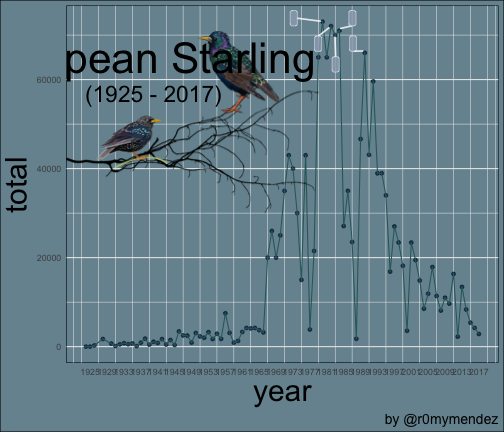 pean Starling
(1925 - 2017)
60000
40000
20000
0
total
1925 1929 1933 1937 1941 1945 1949 1953 1957 1961 1965 1969 1973 1977 1981 1985 1989 1993 1997 2001 2005 2009 2013 2017
year
by @r0mymendez